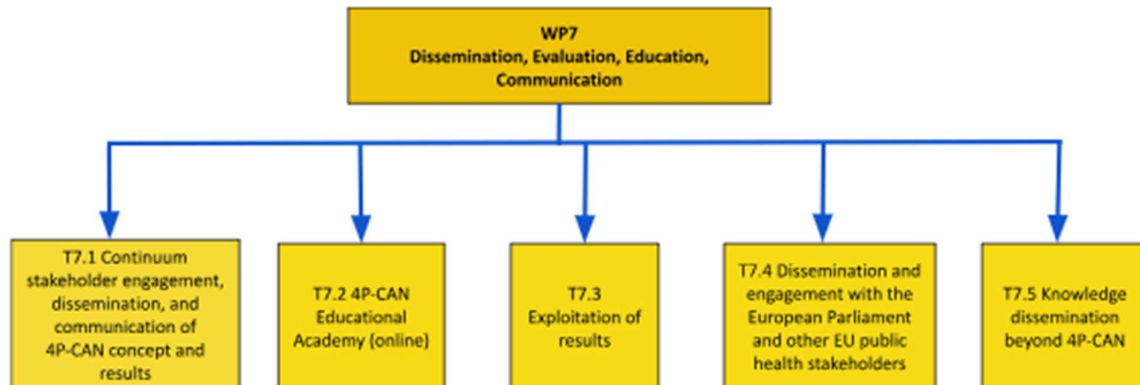 WP7
Dissemination, Evaluation, Education,
Communication
T7.1 Continuum
stakeholder engagement,
dissemination, and
communication of
4P-CAN concept and
results
T7.2 4P-CAN
Educational
Academy (online)
T7.3
Exploitation of
results
T7.4 Dissemination and
engagement with the
European Parliament
and other EU public
health stakeholders
T7.5 Knowledge
dissemination
beyond 4P-CAN